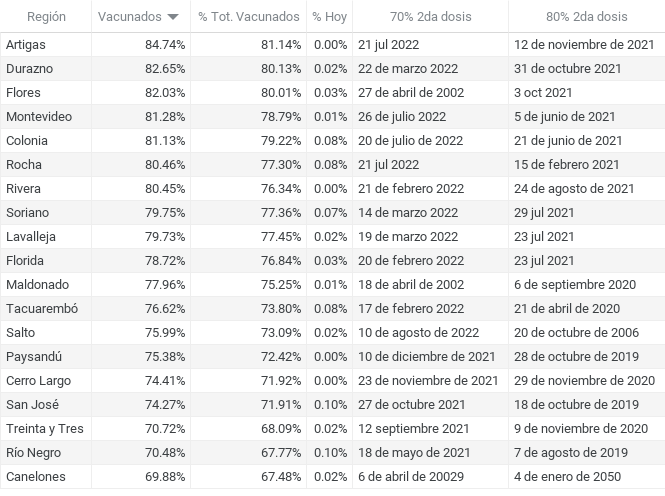 Región Vacunados % Tot. Vacunados % Hoy 70% 2da dosis 80% 2da dosis
Artigas 84.74% 81.14% 0.00% 21 jul 2022 12 de noviembre de 2021
Durazno 82.65% 80.13% 0.02% 22 de marzo 2022 31 de octubre 2021
Flores 82.03% 80.01% 0.03% 27 de abril de 2002 3 oct 2021
Montevideo 81.28% 78.79% 0.01% 26 de julio 2022 5 de junio de 2021
Colonia 81.13% 79.22% 0.08% 20 de julio de 2022 21 de junio de 2021
Rocha 80.46% 77.30% 0.08% 21 jul 2022 15 de febrero 2021
Rivera 80.45% 76.34% 0.00% 21 de febrero 2022 24 de agosto de 2021
Soriano 79.75% 77.36% 0.07% 14 de marzo 2022 29 jul 2021
Lavalleja 79.73% 77.45% 0.02% 19 de marzo 2022 23 jul 2021
Florida 78.72% 76.84% 0.03% 20 de febrero 2022 23 jul 2021
Maldonado 77.96% 75.25% 0.01% 18 de abril de 2002 6 de septiembre 2020
Tacuarembó 76.62% 73.80% 0.08% 17 de febrero 2022 21 de abril de 2020
Salto 75.99% 73.09% 0.02% 10 de agosto de 2022 20 de octubre de 2006
Paysandú 75.38% 72.42% 0.00% 10 de diciembre de 2021 28 de octubre de 2019
Cerro Largo 74.41% 71.92% 0.00% 23 de noviembre de 2021 29 de noviembre de 2020
San José 74.27% 71.91% 0.10% 27 de octubre 2021 18 de octubre de 2019
Treinta y Tres 70.72% 68.09% 0.02% 12 septiembre 2021 9 de noviembre de 2020
Río Negro 70.48% 67.77% 0.10% 18 de mayo de 2021 7 de agosto de 2019
Canelones 69.88% 67.48% 0.02% 6 de abril de 20029 4 de enero de 2050